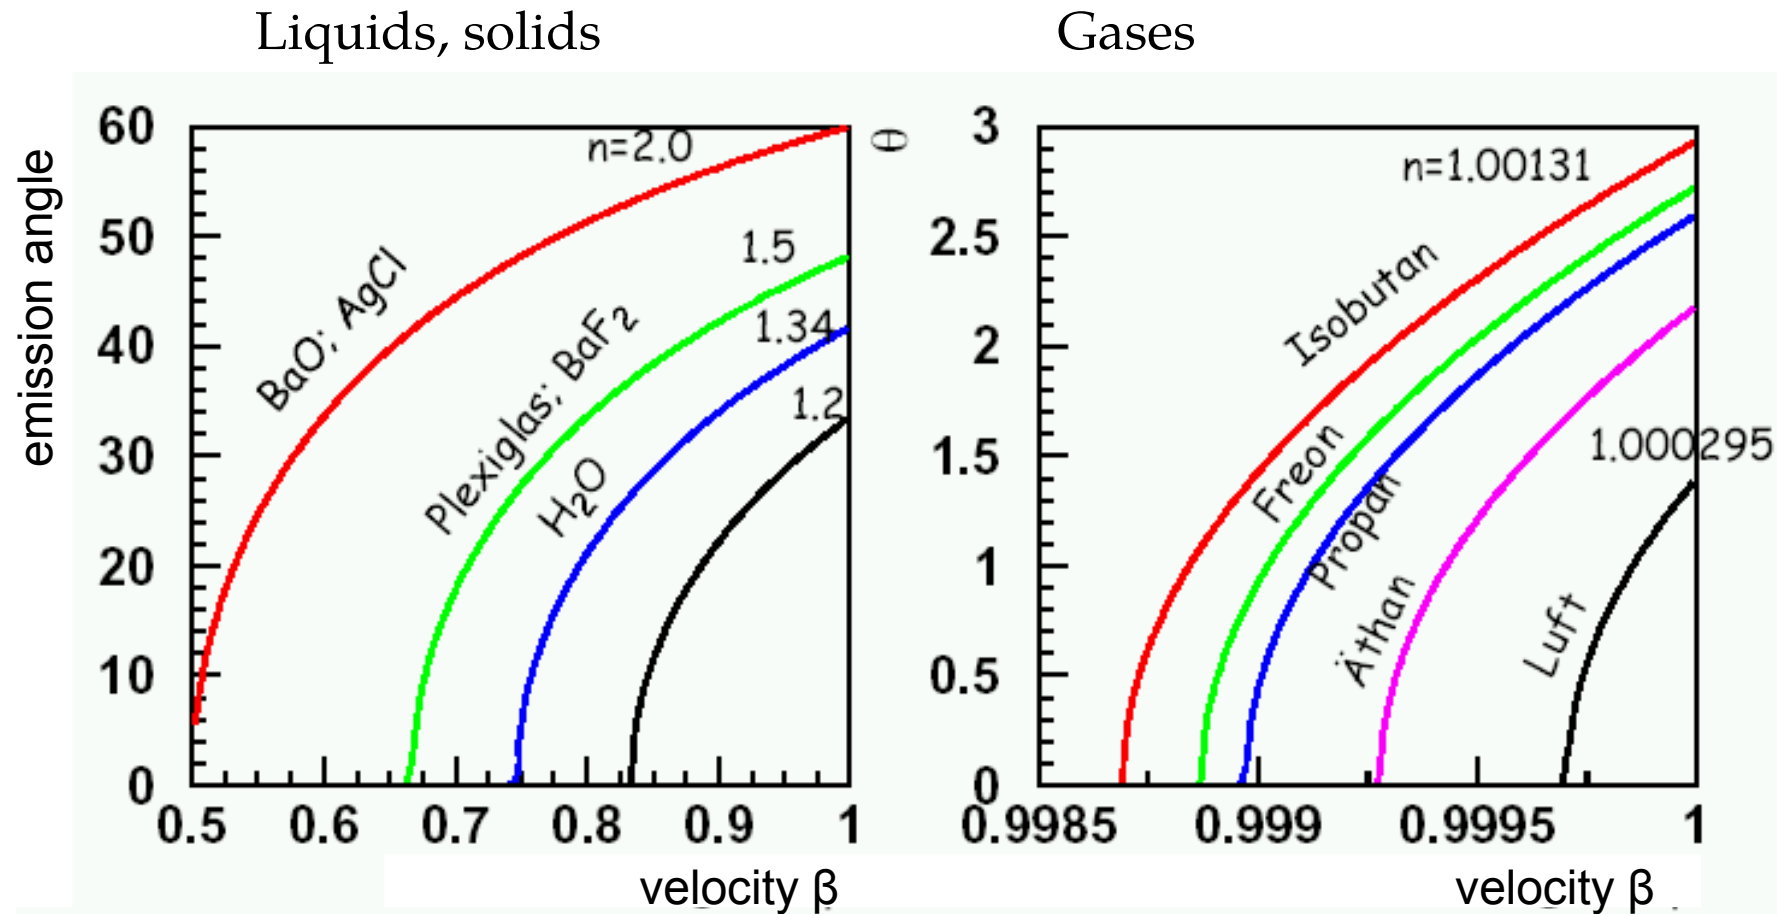 Liquids, solids
Gases
emission angle
60
50
40
30
20
10
0
n=2.0
1.5
1.34
1.2
BaO; AgCl
Plexiglas; BaF2
H2O
0.5 0.6 0.7 0.8 0.9 1
velocity β
θ
3
2.5
2
1.5
1
0.5
0
n=1.00131
1.000295
Isobutan
Freon
Propan
Äthan
Luft
0.9985 0.999 0.9995 1
velocity β